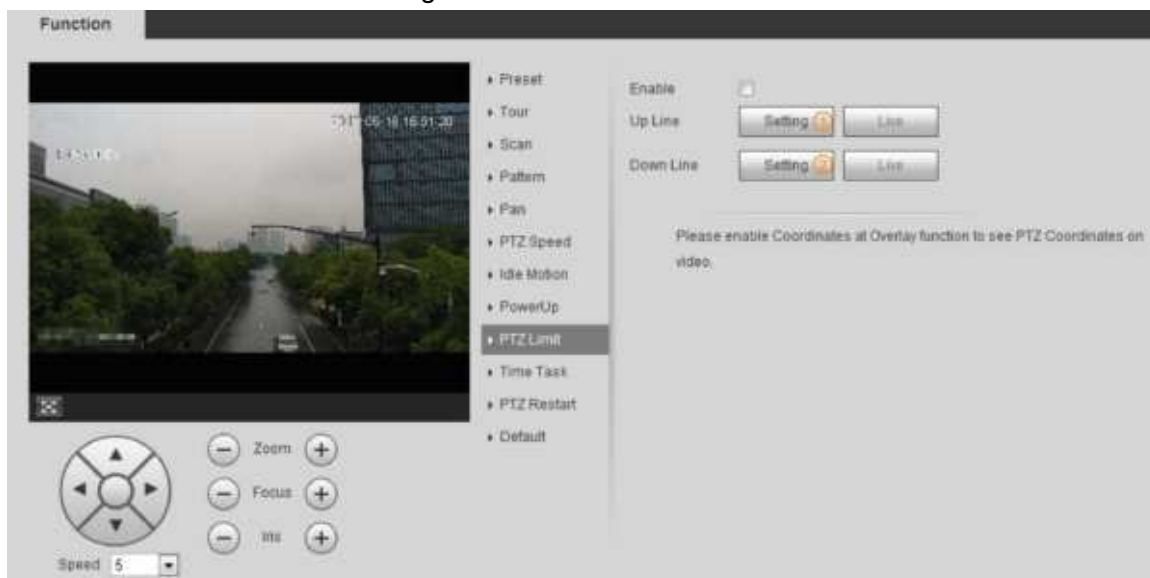 Function
Preset
Tour
Scan
Pattern
Pan
PTZ Speed
Idle Motion
PowerUp
PTZ Limit
Time Task
PTZ Restart
Default
Enable
Up Line Setting 1 Live
Down Line Setting 2 Live
Please enable Coordinates at Overlay function to see PTZ Coordinates on
video.
Zoom
Focus
Iris
Speed 5